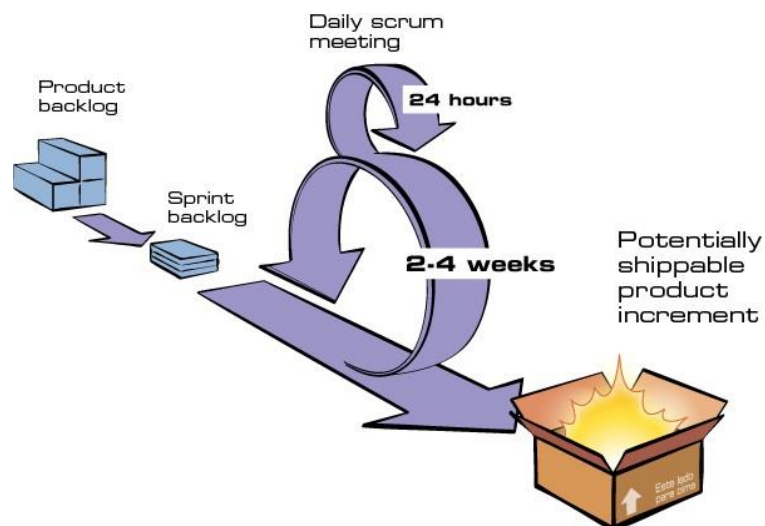 Daily scrum
meeting
24 hours
Product
backlog
Sprint
backlog
2-4 weeks
Potentially
shippable
product
increment
Este lado
para cima